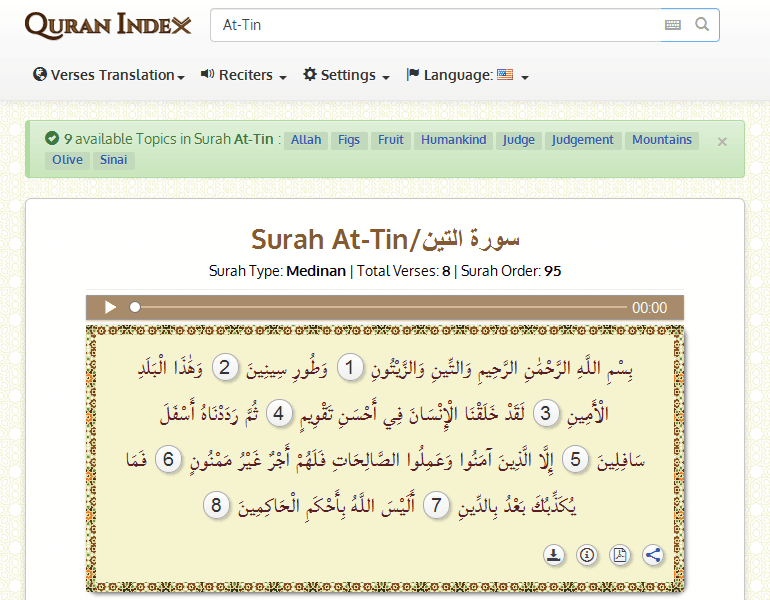 QURAN INDEX
At-Tin
Verses Translation
Reciters
Settings
Language:
9 available Topics in Surah At-Tin : Allah Figs Fruit Humankind Judge Judgement Mountains
Olive Sinai
×
Surah At-Tin/سورة التين
Surah Type: Medinan | Total Verses: 8 | Surah Order: 95
00:00
بِسْمِ اللَّهِ الرَّحْمَٰنِ الرَّحِيمِ وَالتِّينِ وَالزَّيْتُونِ 1 وَطُورِ سِينِينَ 2 وَهَٰذَا الْبَلَدِ
الْأَمِينِ 3 لَقَدْ خَلَقْنَا الْإِنْسَانَ فِي أَحْسَنِ تَقْوِيمٍ 4 ثُمَّ رَدَدْنَاهُ أَسْفَلَ
سَافِلِينَ 5 إِلَّا الَّذِينَ آمَنُوا وَعَمِلُوا الصَّالِحَاتِ فَلَهُمْ أَجْرٌ غَيْرُ مَمْنُونٍ 6 فَمَا
يُكَذِّبُكَ بَعْدُ بِالدِّينِ 7 أَلَيْسَ اللَّهُ بِأَحْكَمِ الْحَاكِمِينَ 8